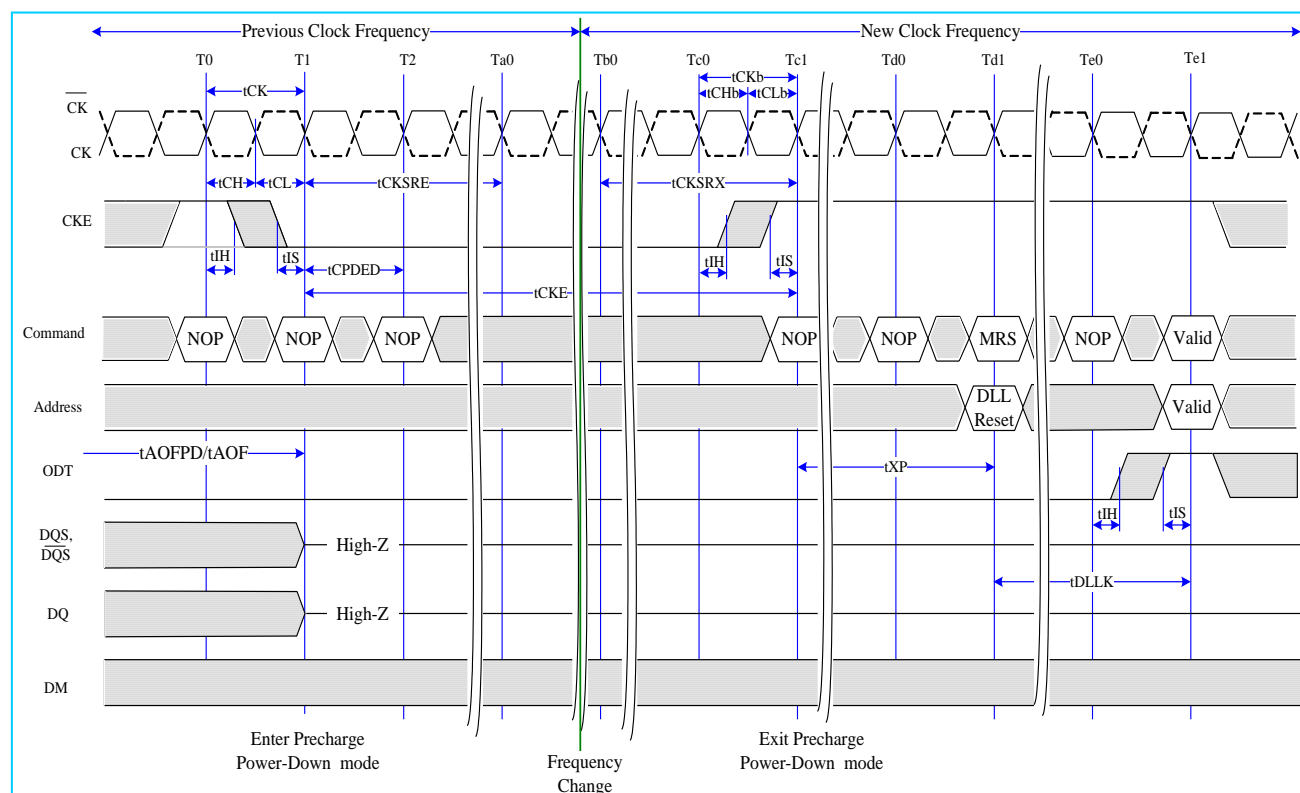 Previous Clock Frequency New Clock Frequency
T0 T1 T2 Ta0 Tb0 Tc0 Tc1 Td0 Td1 Te0 Te1
tCK tCKb
tCHb tCLb
CK
CK
tCH tCL tCKSRE tCKSRX
CKE
tIH tIS tCPDED tIH tIS
tCKE
Command NOP NOP NOP NOP NOP MRS NOP Valid
Address DLL Reset Valid
tAOFPD/tAOF
ODT tXP
tIH tIS
DQS,
DQS High-Z
tDLLK
DQ High-Z
DM
Enter Precharge
Power-Down mode
Frequency
Change
Exit Precharge
Power-Down mode